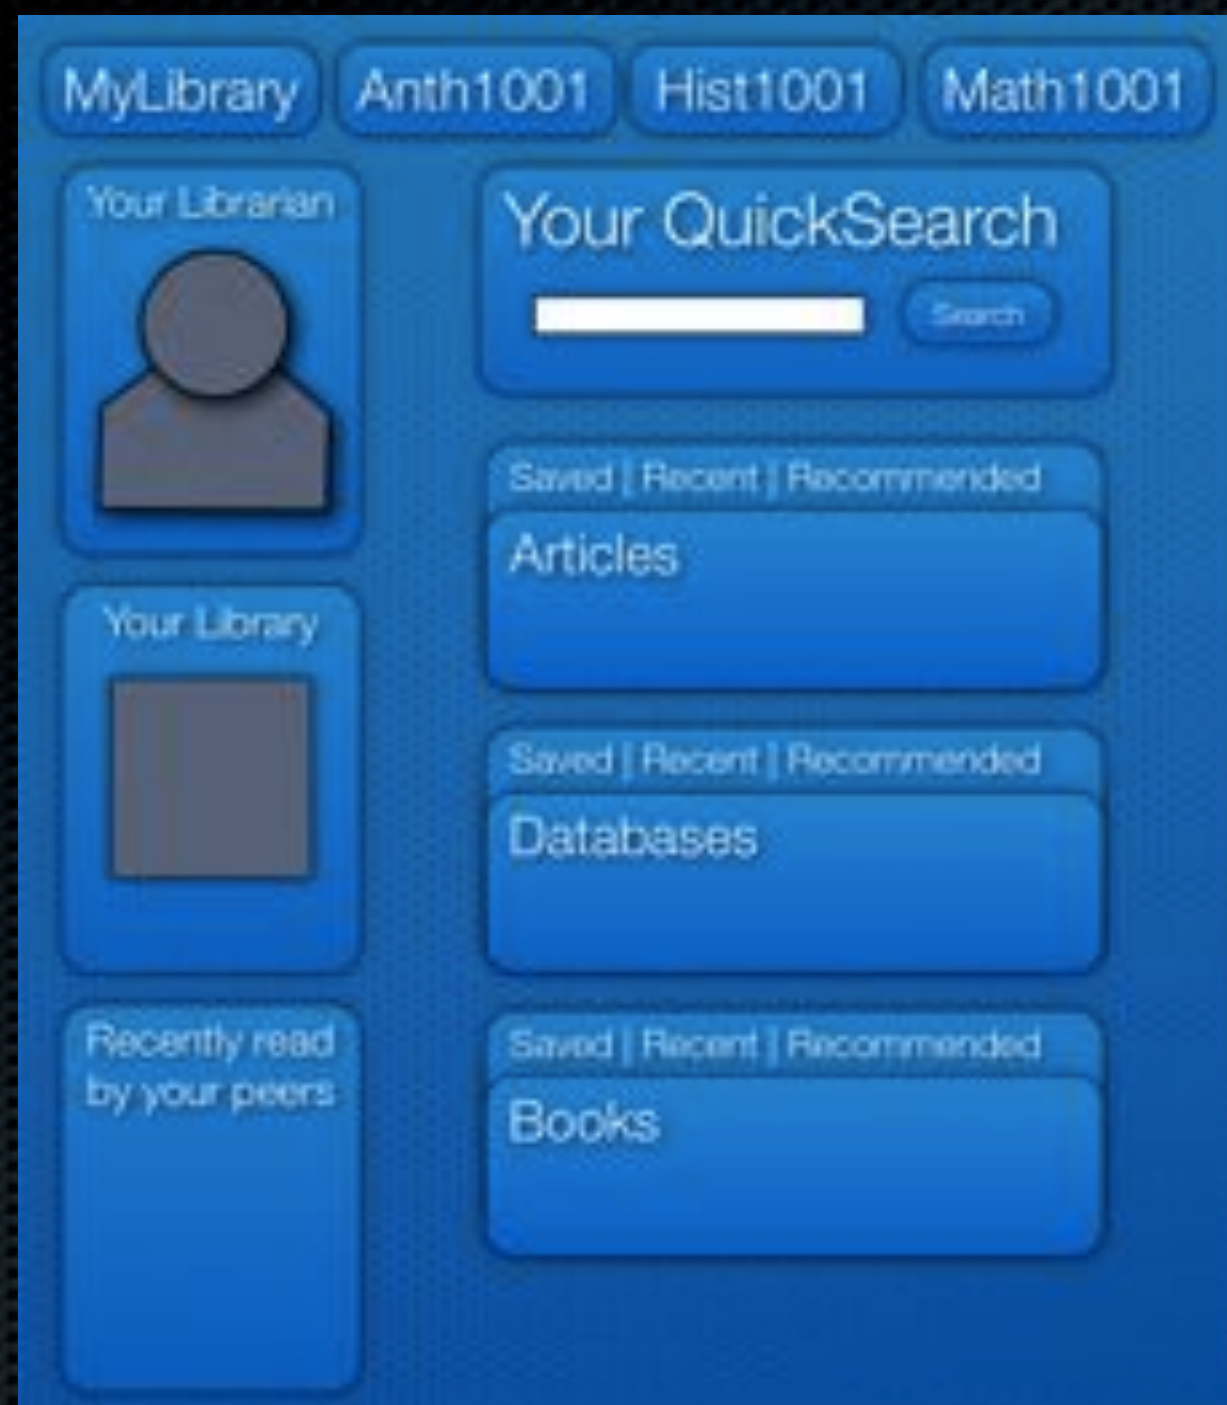 MyLibrary Anth1001 Hist1001 Math1001
Your Librarian
Your Library
Recently read
by your peers
Your QuickSearch
Search
Saved | Recent | Recommended
Articles
Saved | Recent | Recommended
Databases
Saved | Recent | Recommended
Books